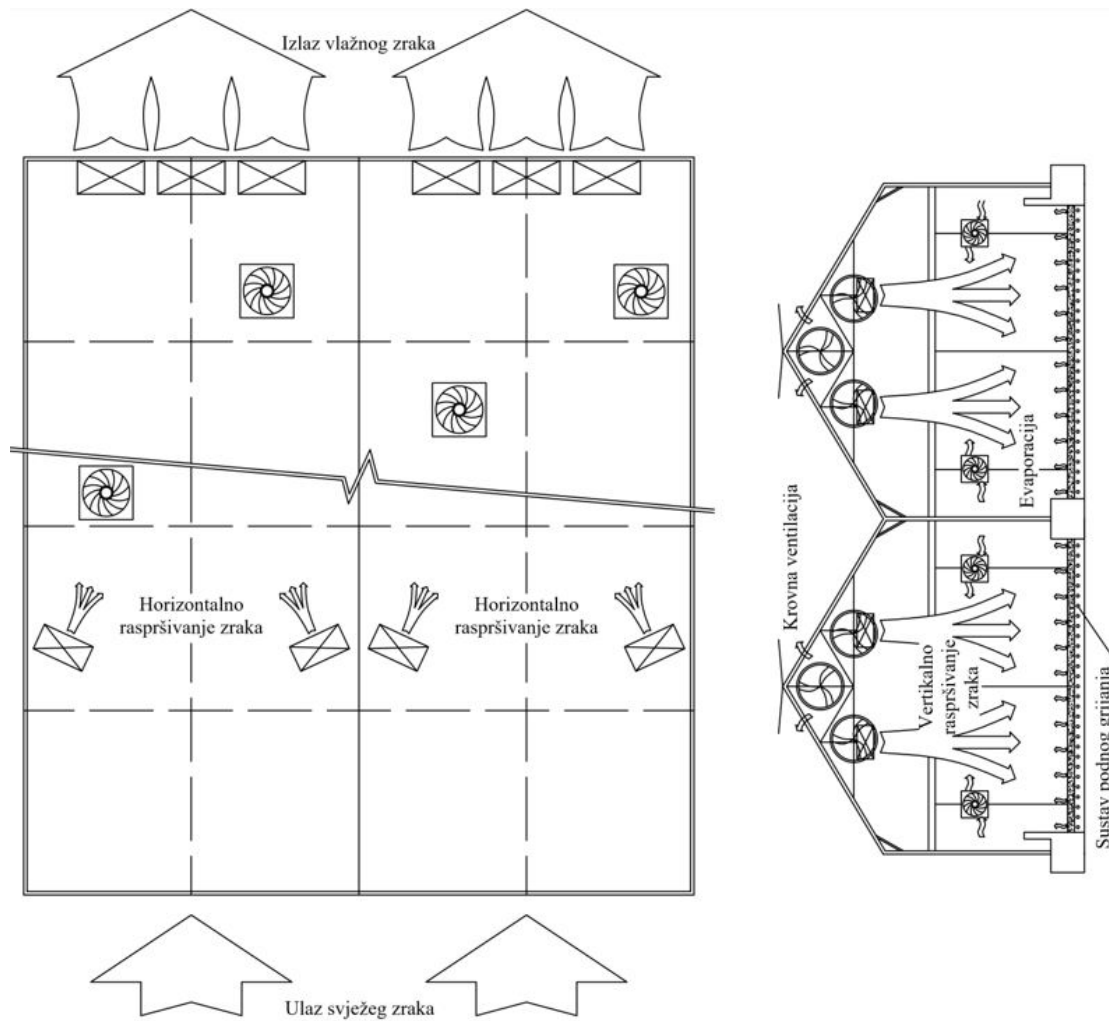 Izlaz vlažnog zraka
Horizontalno
raspršivanje zraka
Horizontalno
raspršivanje zraka
Ulaz svježeg zraka
Krovna ventilacija
Vertikalno
raspršivanje
zraka
Evaporacija
Sustav podnog grijanja